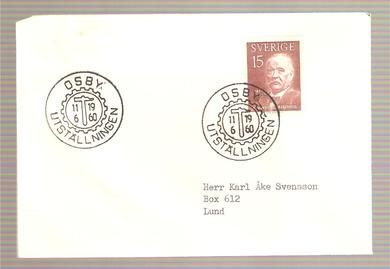 SVERIGE
15
OSBY
11 19
6 60
UTSTÄLLNINGEN
OSBY
11 19
6 60
UTSTÄLLNINGEN
Herr Karl Åke Svensson
Box 612
Lund